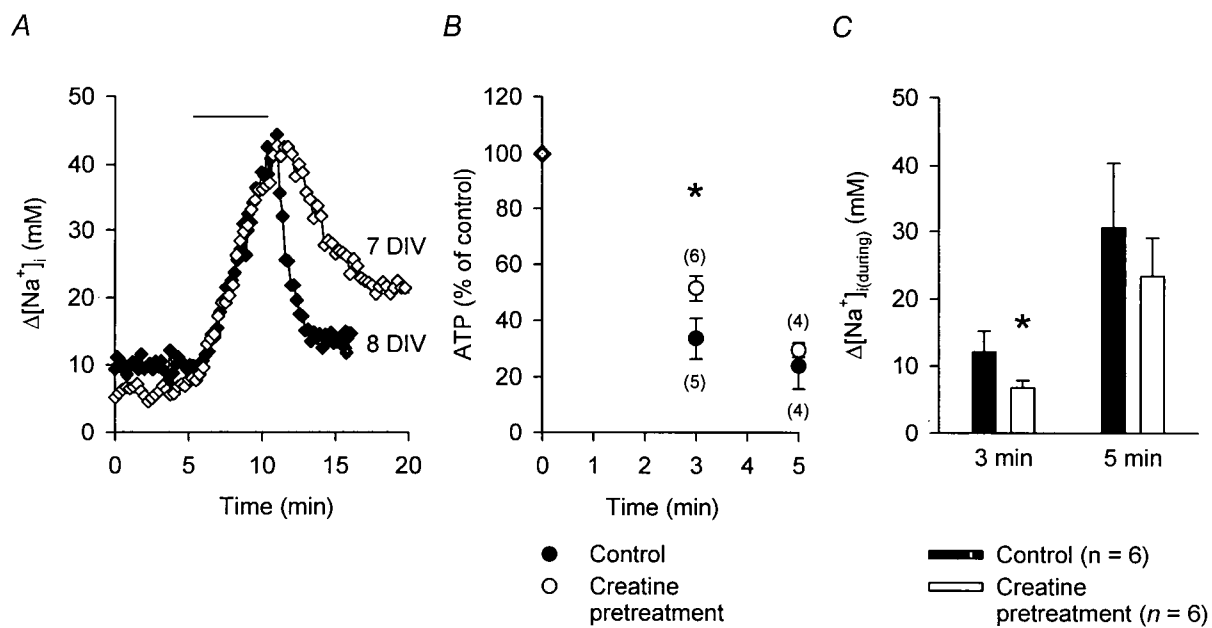 A
B
C
Δ[Na⁺]ᵢ (mM)
50
40
30
20
10
0
7 DIV
8 DIV
0
5
10
15
20
Time (min)
ATP (% of control)
120
100
80
60
40
20
0
*
(6)
(5)
(4)
(4)
0
1
2
3
4
5
Time (min)
Control
Creatine
pretreatment
Δ[Na⁺]i(during) (mM)
50
40
30
20
10
0
*
3 min
5 min
Control (n = 6)
Creatine
pretreatment (n = 6)